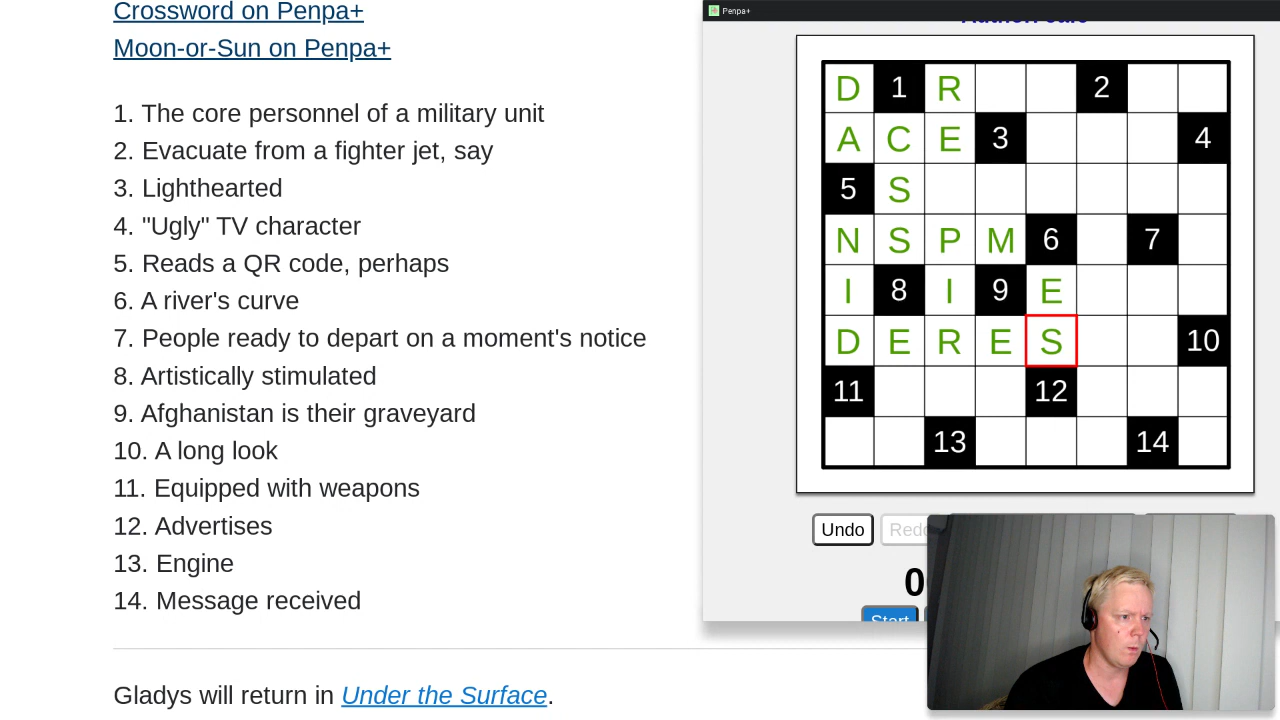 Crossword on Penpa+
Moon-or-Sun on Penpa+
1. The core personnel of a military unit
2. Evacuate from a fighter jet, say
3. Lighthearted
4. "Ugly" TV character
5. Reads a QR code, perhaps
6. A river's curve
7. People ready to depart on a moment's notice
8. Artistically stimulated
9. Afghanistan is their graveyard
10. A long look
11. Equipped with weapons
12. Advertises
13. Engine
14. Message received
Gladys will return in Under the Surface.
Penpa+
D 1 R 2
A C E 3 4
5 S
N S P M 6 7
I 8 I 9 E
D E R E S 10
11 12
13 14
Undo
Start